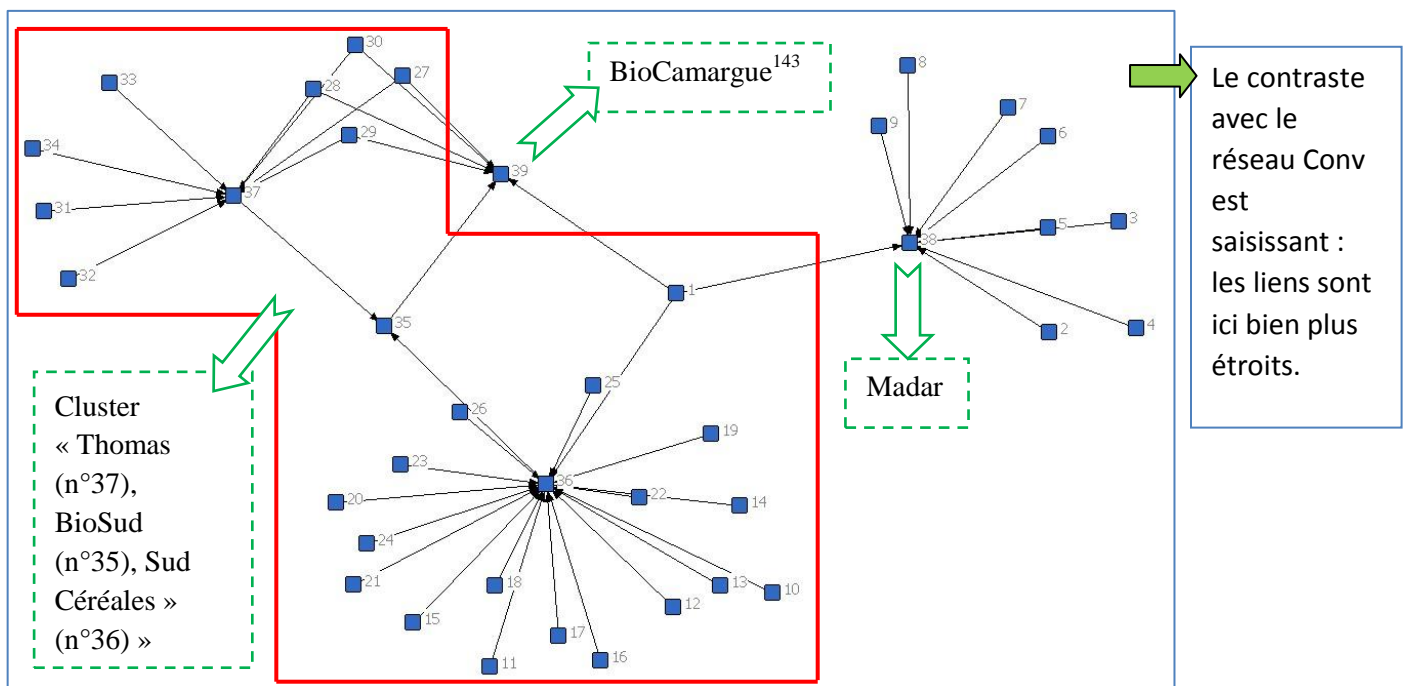 30
33
28
27
29
34
37
39
31
32
BioCamargue143
8
7
9
6
5
3
38
2
4
1
35
25
26
19
23
36
20
22
14
24
21
18
13
10
15
12
17
11
16
Madar
Cluster
« Thomas
(n°37),
BioSud
(n°35), Sud
Céréales »
(n°36) »
Le contraste
avec le
réseau Conv
est
saisissant :
les liens sont
ici bien plus
étroits.